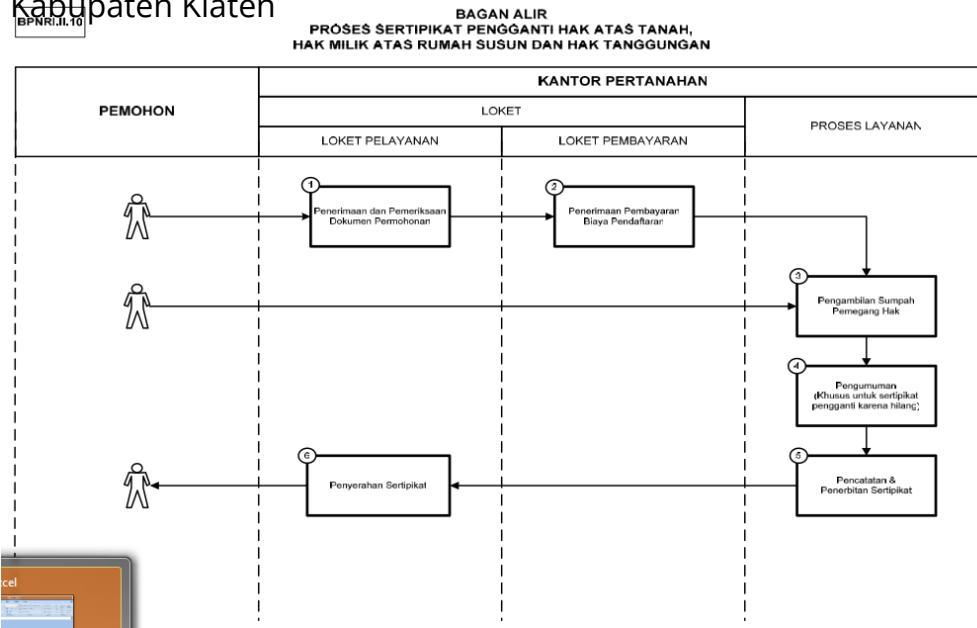 Kabupaten Klaten
BPNRI.II.10
BAGAN ALIR
PROSES SERTIPIKAT PENGGANTI HAK ATAS TANAH,
HAK MILIK ATAS RUMAH SUSUN DAN HAK TANGGUNGAN
PEMOHON
KANTOR PERTANAHAN
LOKET
PROSES LAYANAN
LOKET PELAYANAN
LOKET PEMBAYARAN
1
Penerimaan dan Pemeriksaan
Dokumen Permohonan
2
Penerimaan Pembayaran
Biaya Pendaftaran
3
Pengambilan Sumpah
Pemegang Hak
4
Pengumuman
(Khusus untuk sertipikat
pengganti karena hilang)
5
Pencatatan &
Penerbitan Sertipikat
6
Penyerahan Sertipikat